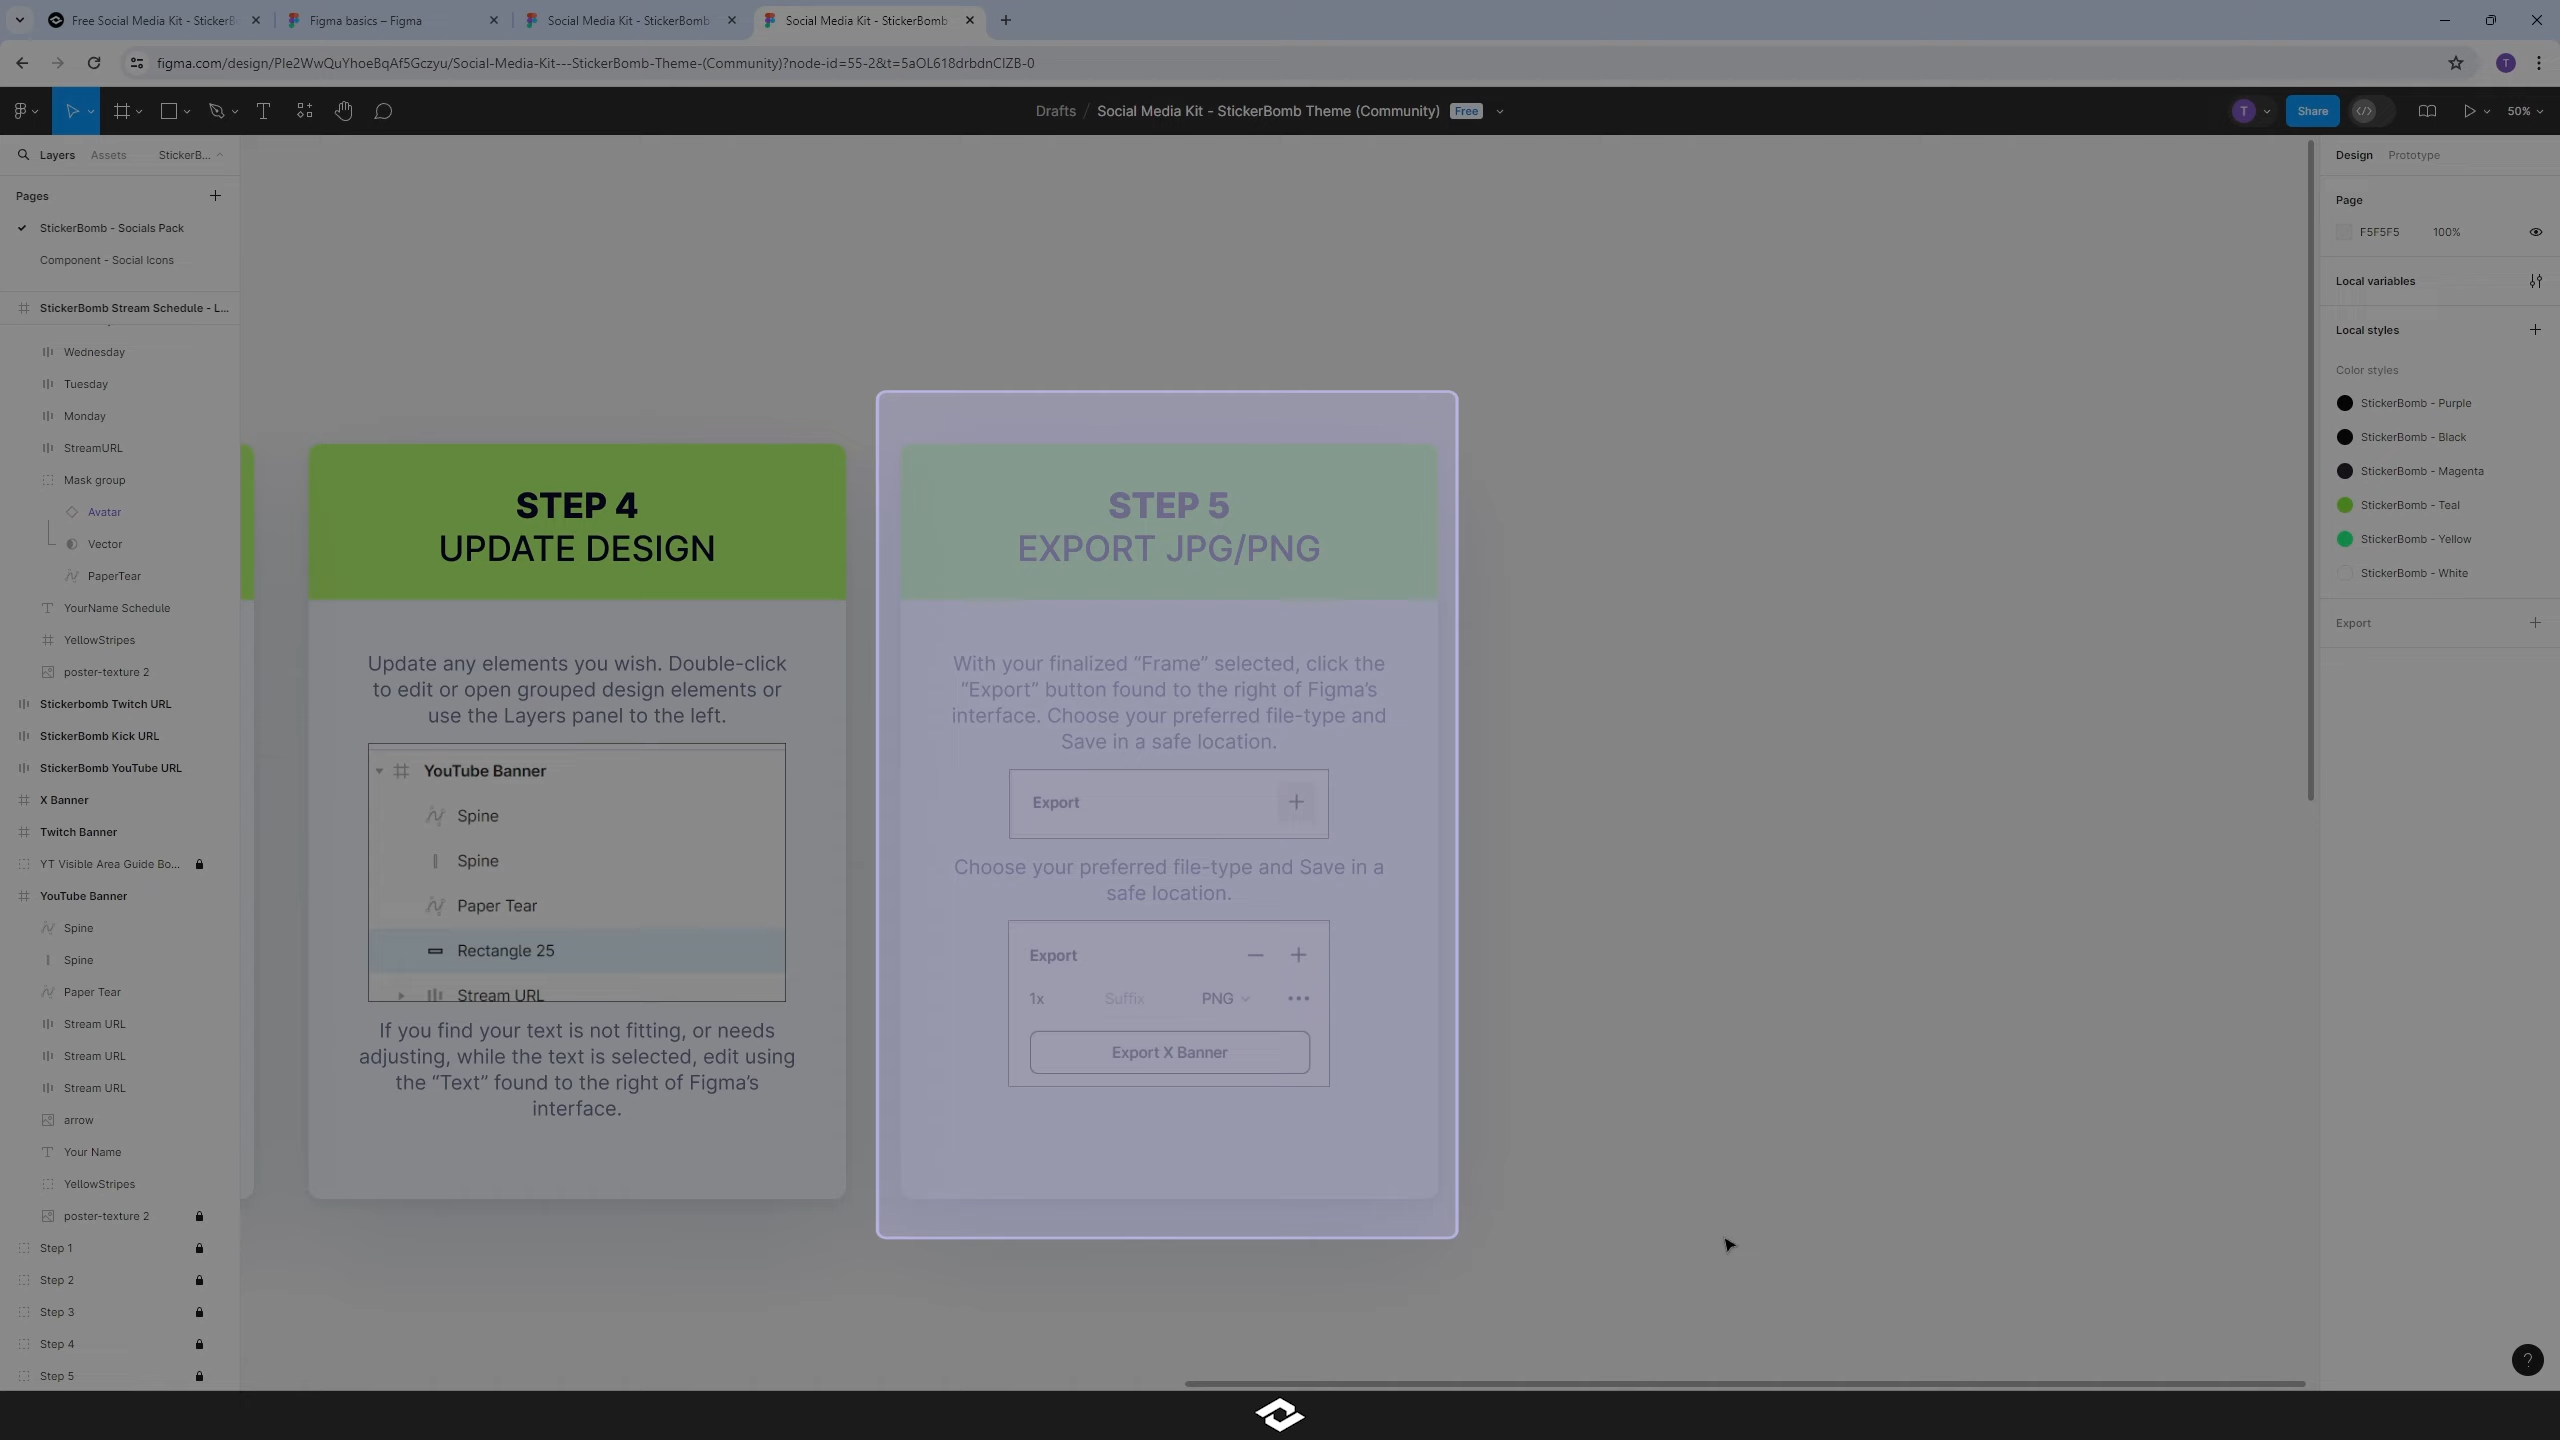 Free Social Media Kit - StickerB
Figma basics – Figma
Social Media Kit - StickerBomb
Social Media Kit - StickerBomb
figma.com/design/Ple2WwQuYhoeBqAf5Gczyu/Social-Media-Kit---StickerBomb-Theme-(Community)?node-id=55-2&t=5aOL618drbdnClZB-0
T
Drafts / Social Media Kit - StickerBomb Theme (Community) Free
T
Share
50%
Layers Assets StickerB...
Pages
StickerBomb - Socials Pack
Component - Social Icons
StickerBomb Stream Schedule - L...
Wednesday
Tuesday
Monday
StreamURL
Mask group
Avatar
Vector
PaperTear
YourName Schedule
YellowStripes
poster-texture 2
Stickerbomb Twitch URL
StickerBomb Kick URL
StickerBomb YouTube URL
X Banner
Twitch Banner
YT Visible Area Guide Bo...
YouTube Banner
Spine
Spine
Paper Tear
Stream URL
Stream URL
Stream URL
arrow
Your Name
YellowStripes
poster-texture 2
Step 1
Step 2
Step 3
Step 4
Step 5
STEP 4
UPDATE DESIGN
Update any elements you wish. Double-click
to edit or open grouped design elements or
use the Layers panel to the left.
YouTube Banner
Spine
Spine
Paper Tear
Rectangle 25
Stream URL
If you find your text is not fitting, or needs
adjusting, while the text is selected, edit using
the “Text” found to the right of Figma’s
interface.
STEP 5
EXPORT JPG/PNG
With your finalized “Frame” selected, click the
“Export” button found to the right of Figma’s
interface. Choose your preferred file-type and
Save in a safe location.
Export
Choose your preferred file-type and Save in a
safe location.
Export
1x Suffix PNG
Export X Banner
Design Prototype
Page
F5F5F5 100%
Local variables
Local styles
Color styles
StickerBomb - Purple
StickerBomb - Black
StickerBomb - Magenta
StickerBomb - Teal
StickerBomb - Yellow
StickerBomb - White
Export
?